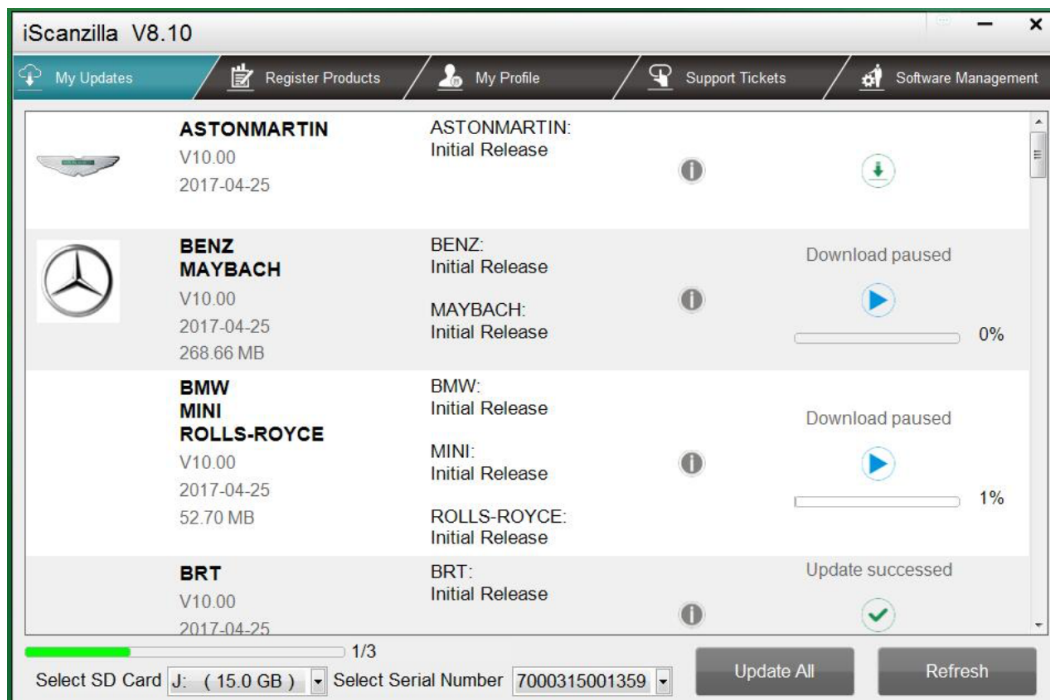 iScanzilla V8.10
My Updates
Register Products
My Profile
Support Tickets
Software Management
ASTONMARTIN
V10.00
2017-04-25
ASTONMARTIN:
Initial Release
BENZ
MAYBACH
V10.00
2017-04-25
268.66 MB
BENZ:
Initial Release
MAYBACH:
Initial Release
Download paused
0%
BMW
MINI
ROLLS-ROYCE
V10.00
2017-04-25
52.70 MB
BMW:
Initial Release
MINI:
Initial Release
ROLLS-ROYCE:
Initial Release
Download paused
1%
BRT
V10.00
2017-04-25
BRT:
Initial Release
Update successed
1/3
Select SD Card J: ( 15.0 GB ) Select Serial Number 7000315001359
Update All
Refresh